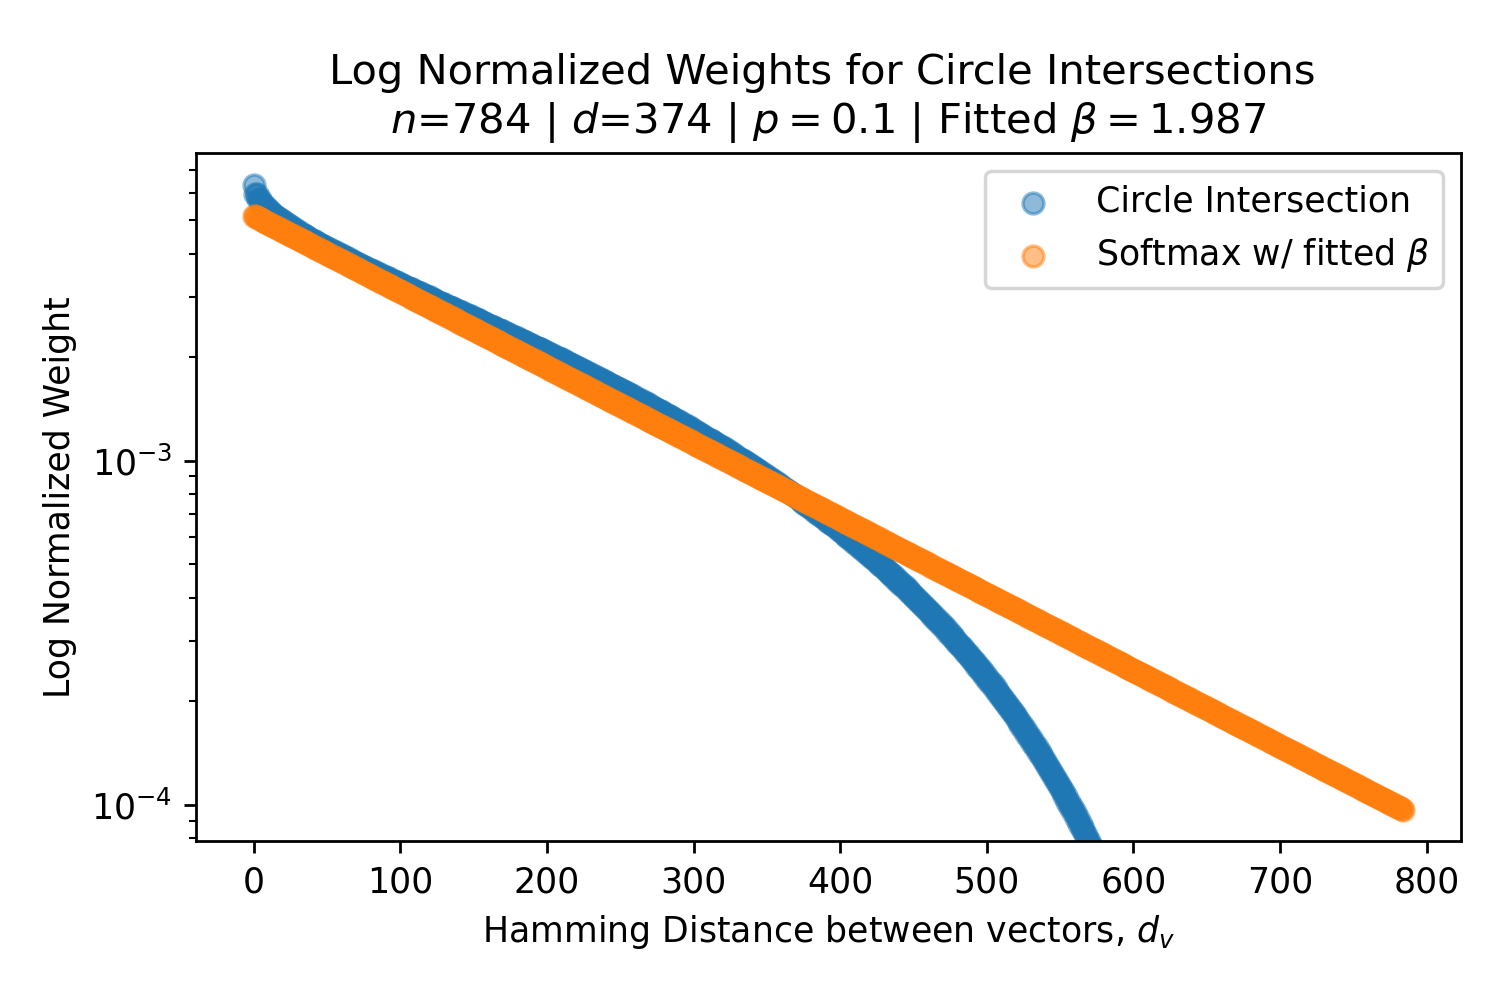 Log Normalized Weights for Circle Intersections
n=784 | d=374 | p = 0.1 | Fitted β = 1.987
Circle Intersection
Softmax w/ fitted β
Log Normalized Weight
10⁻³
10⁻⁴
0 100 200 300 400 500 600 700 800
Hamming Distance between vectors, dᵥ